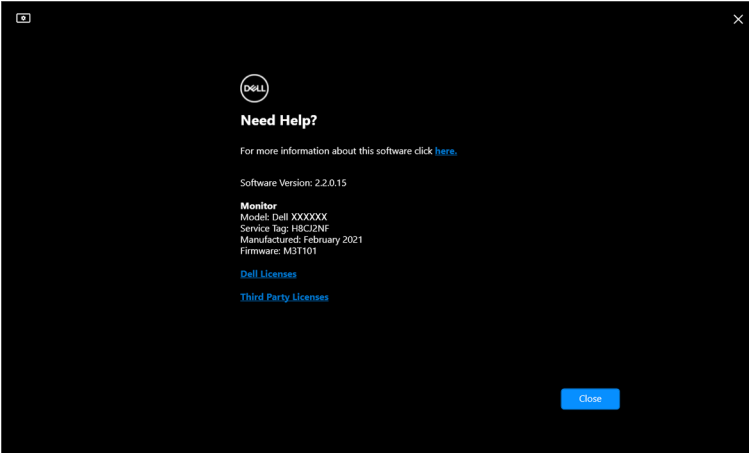 DELL
Need Help?
For more information about this software click here.
Software Version: 2.2.0.15
Monitor
Model: Dell XXXXXX
Service Tag: H8CJ2NF
Manufactured: February 2021
Firmware: M3T101
Dell Licenses
Third Party Licenses
Close